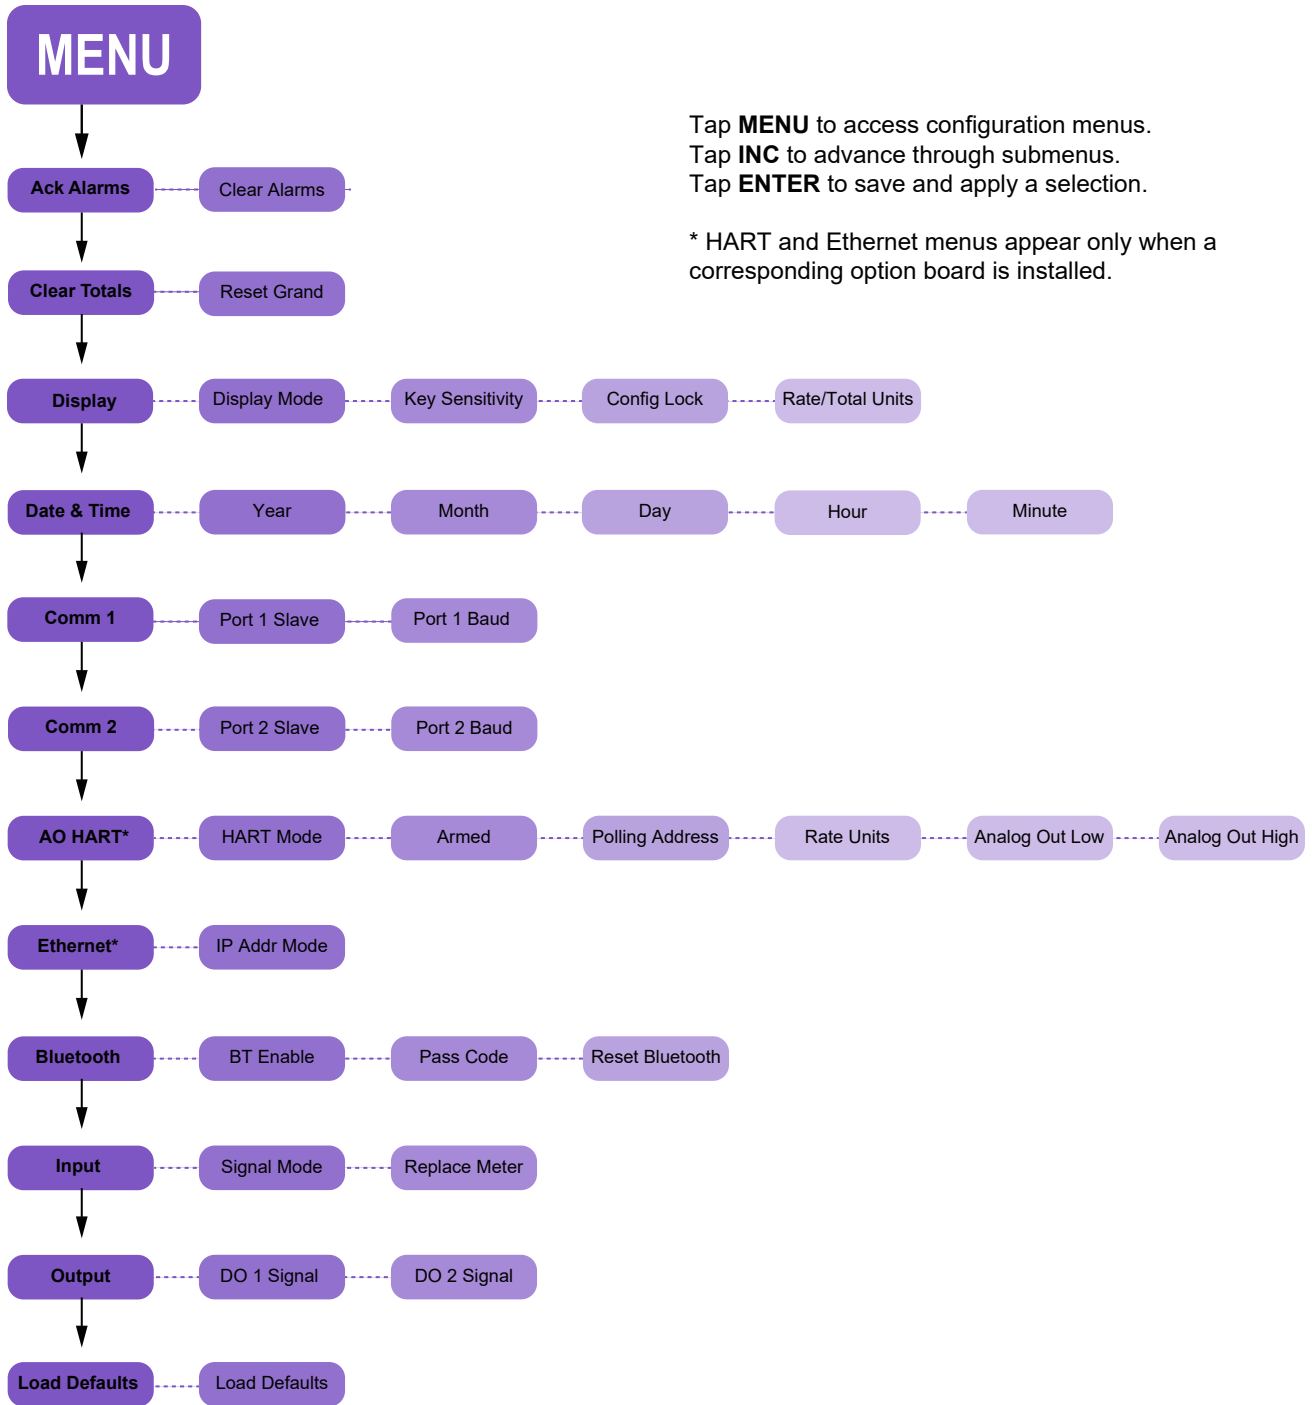 MENU
Tap MENU to access configuration menus.
Tap INC to advance through submenus.
Tap ENTER to save and apply a selection.
* HART and Ethernet menus appear only when a
corresponding option board is installed.
Ack Alarms
Clear Alarms
Clear Totals
Reset Grand
Display
Display Mode
Key Sensitivity
Config Lock
Rate/Total Units
Date & Time
Year
Month
Day
Hour
Minute
Comm 1
Port 1 Slave
Port 1 Baud
Comm 2
Port 2 Slave
Port 2 Baud
AO HART*
HART Mode
Armed
Polling Address
Rate Units
Analog Out Low
Analog Out High
Ethernet*
IP Addr Mode
Bluetooth
BT Enable
Pass Code
Reset Bluetooth
Input
Signal Mode
Replace Meter
Output
DO 1 Signal
DO 2 Signal
Load Defaults
Load Defaults